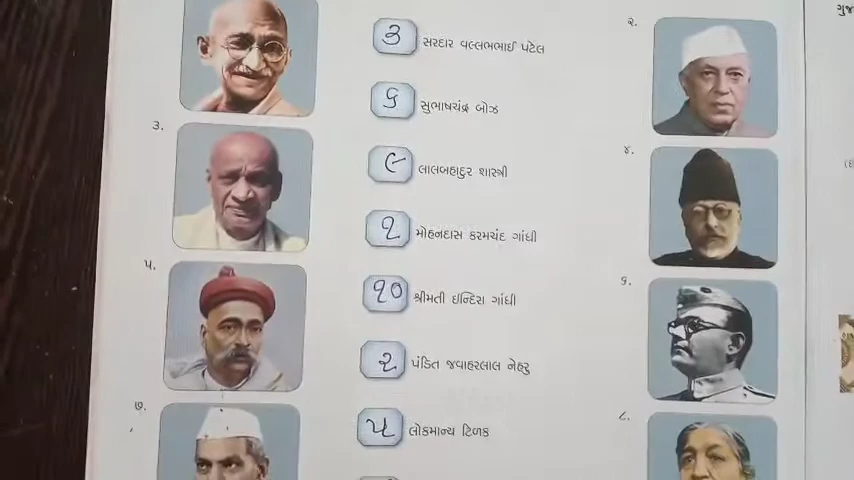 ગુજ
૨.
૩ સરદાર વલ્લભભાઈ પટેલ
૬ સુભાષચંદ્ર બોઝ
૩.
૪.
૯ લાલબહાદુર શાસ્ત્રી
૧ મોહનદાસ કરમચંદ ગાંધી
૫.
૬.
૧૦ શ્રીમતી ઇન્દિરા ગાંધી
૨ પંડિત જવાહરલાલ નેહરુ
૭.
૮.
૫ લોકમાન્ય ટિળક